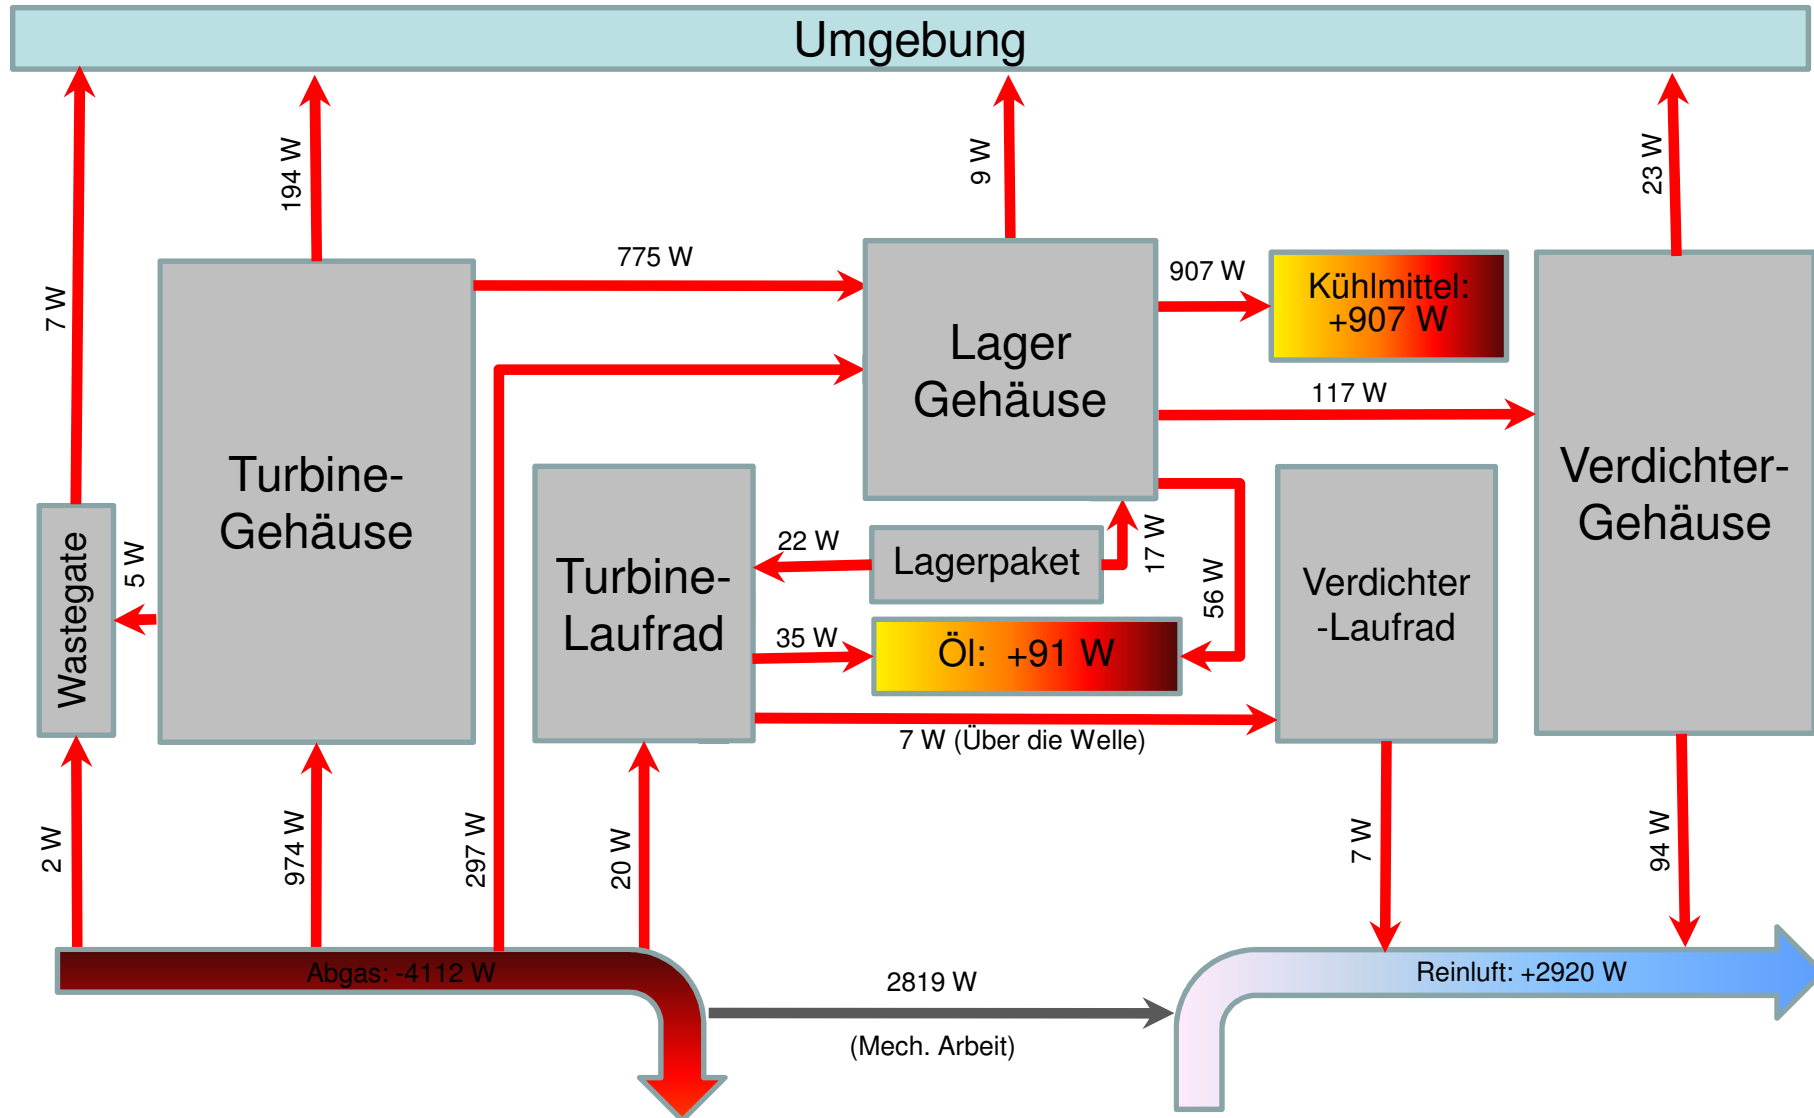 Umgebung
7 W
194 W
9 W
23 W
775 W
907 W
Kühlmittel:
+907 W
Lager
Gehäuse
117 W
Turbine-
Gehäuse
Verdichter-
Gehäuse
Wastegate
5 W
22 W
Lagerpaket
17 W
56 W
Turbine-
Laufrad
Verdichter
-Laufrad
35 W
Öl:  +91 W
7 W (Über die Welle)
2 W
974 W
297 W
20 W
7 W
94 W
Abgas: -4112 W
2819 W
(Mech. Arbeit)
Reinluft: +2920 W